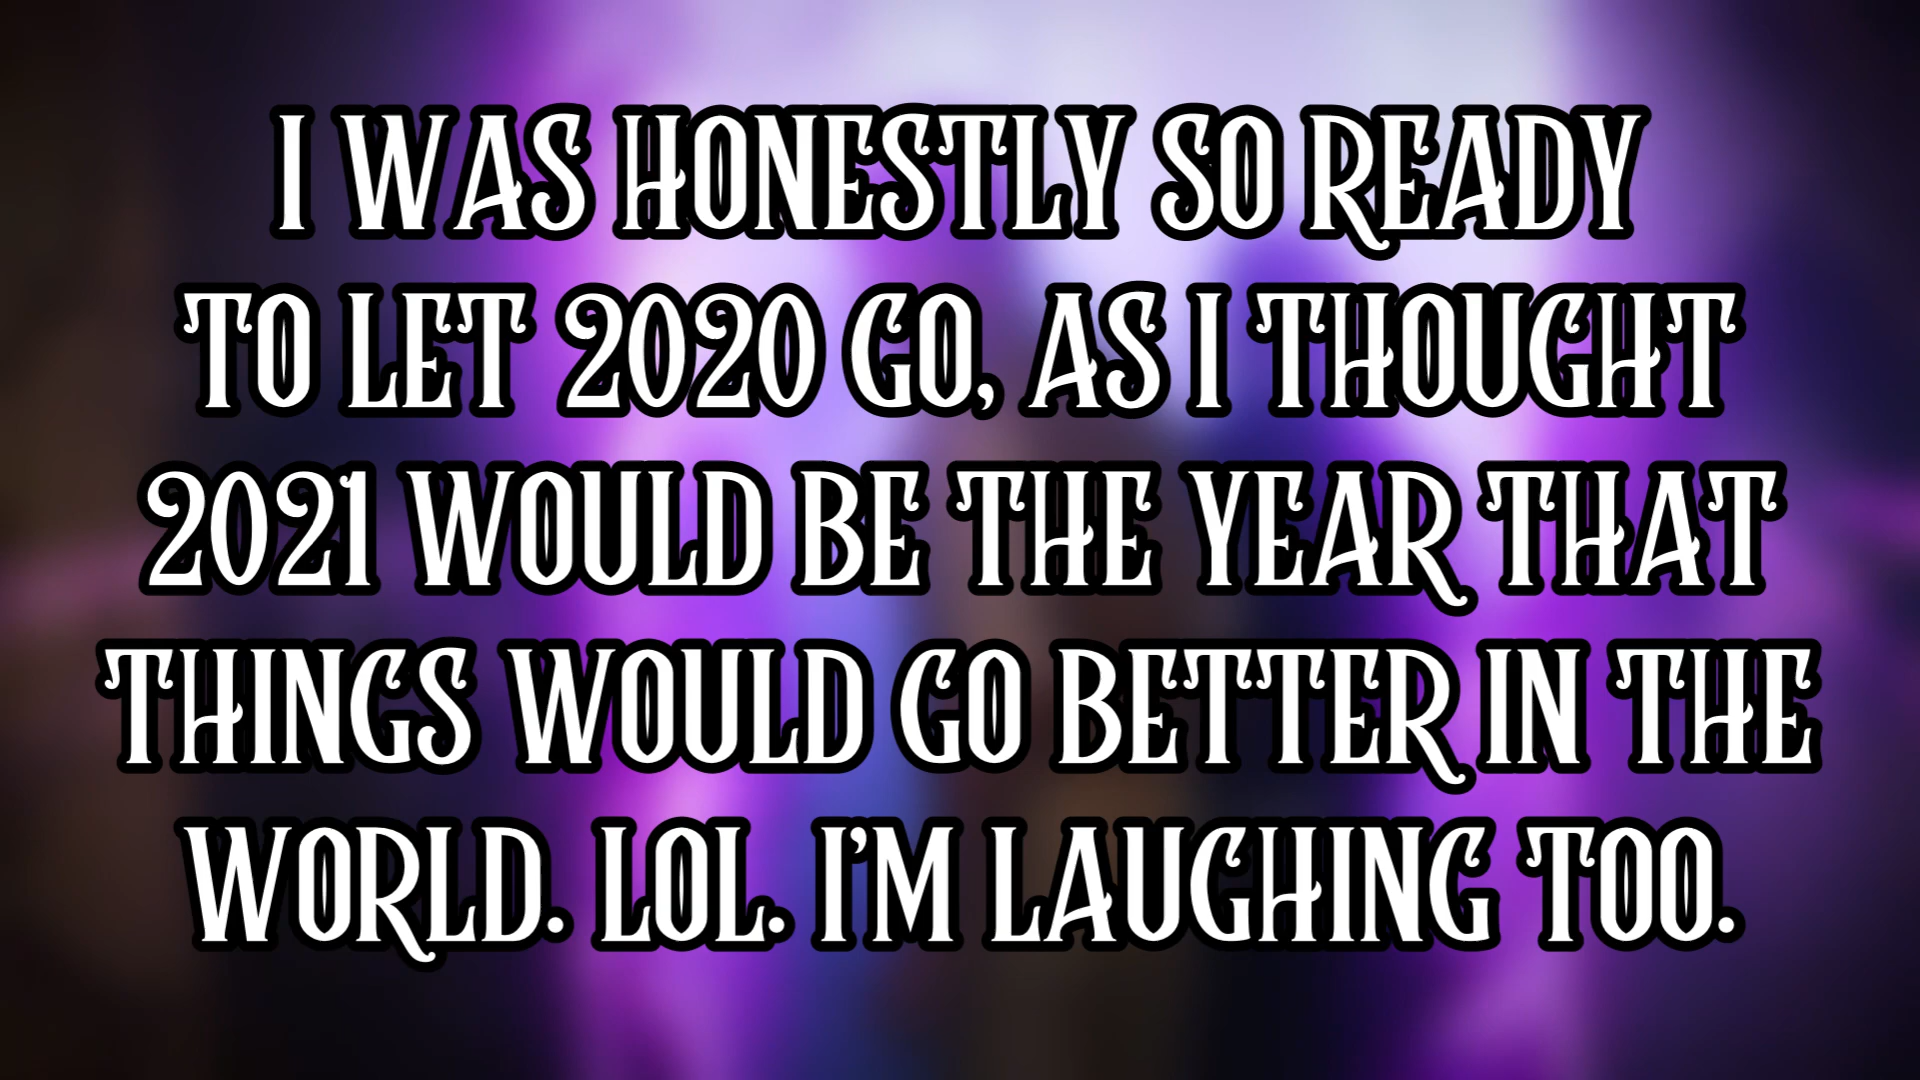 I WAS HONESTLY SO READY
TO LET 2020 GO, AS I THOUGHT
2021 WOULD BE THE YEAR THAT
THINGS WOULD GO BETTER IN THE
WORLD. LOL. I'M LAUGHING TOO.